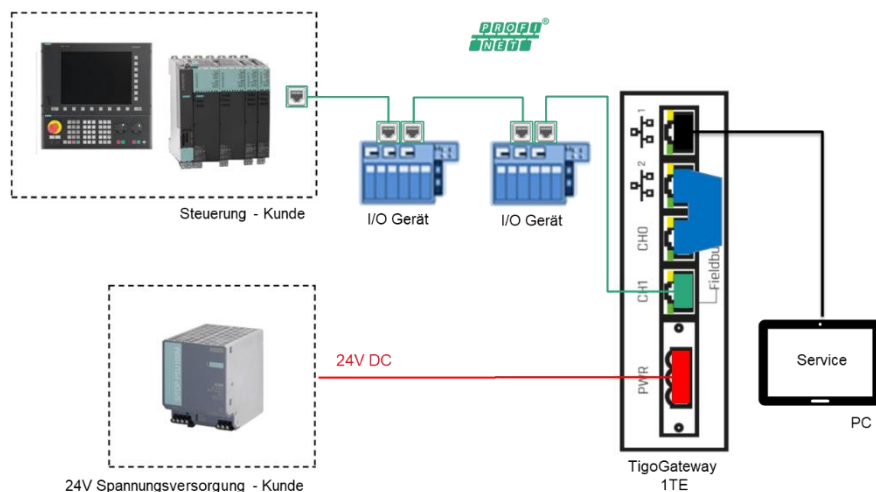 PROFI
NET
®
Steuerung - Kunde
I/O Gerät
I/O Gerät
1
2
CH0
CH1
Fieldbu
PWR
24V DC
Service
PC
TigoGateway
1TE
24V Spannungsversorgung - Kunde